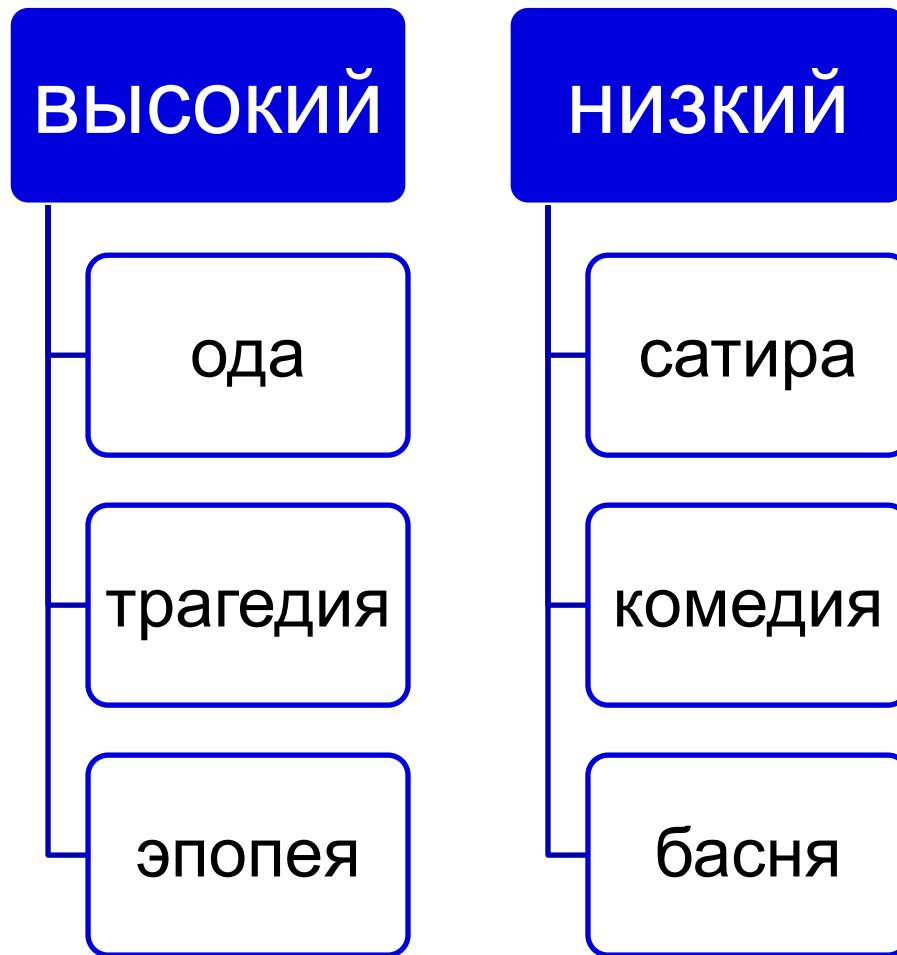 высокий
ода
трагедия
эпопея
низкий
сатира
комедия
басня